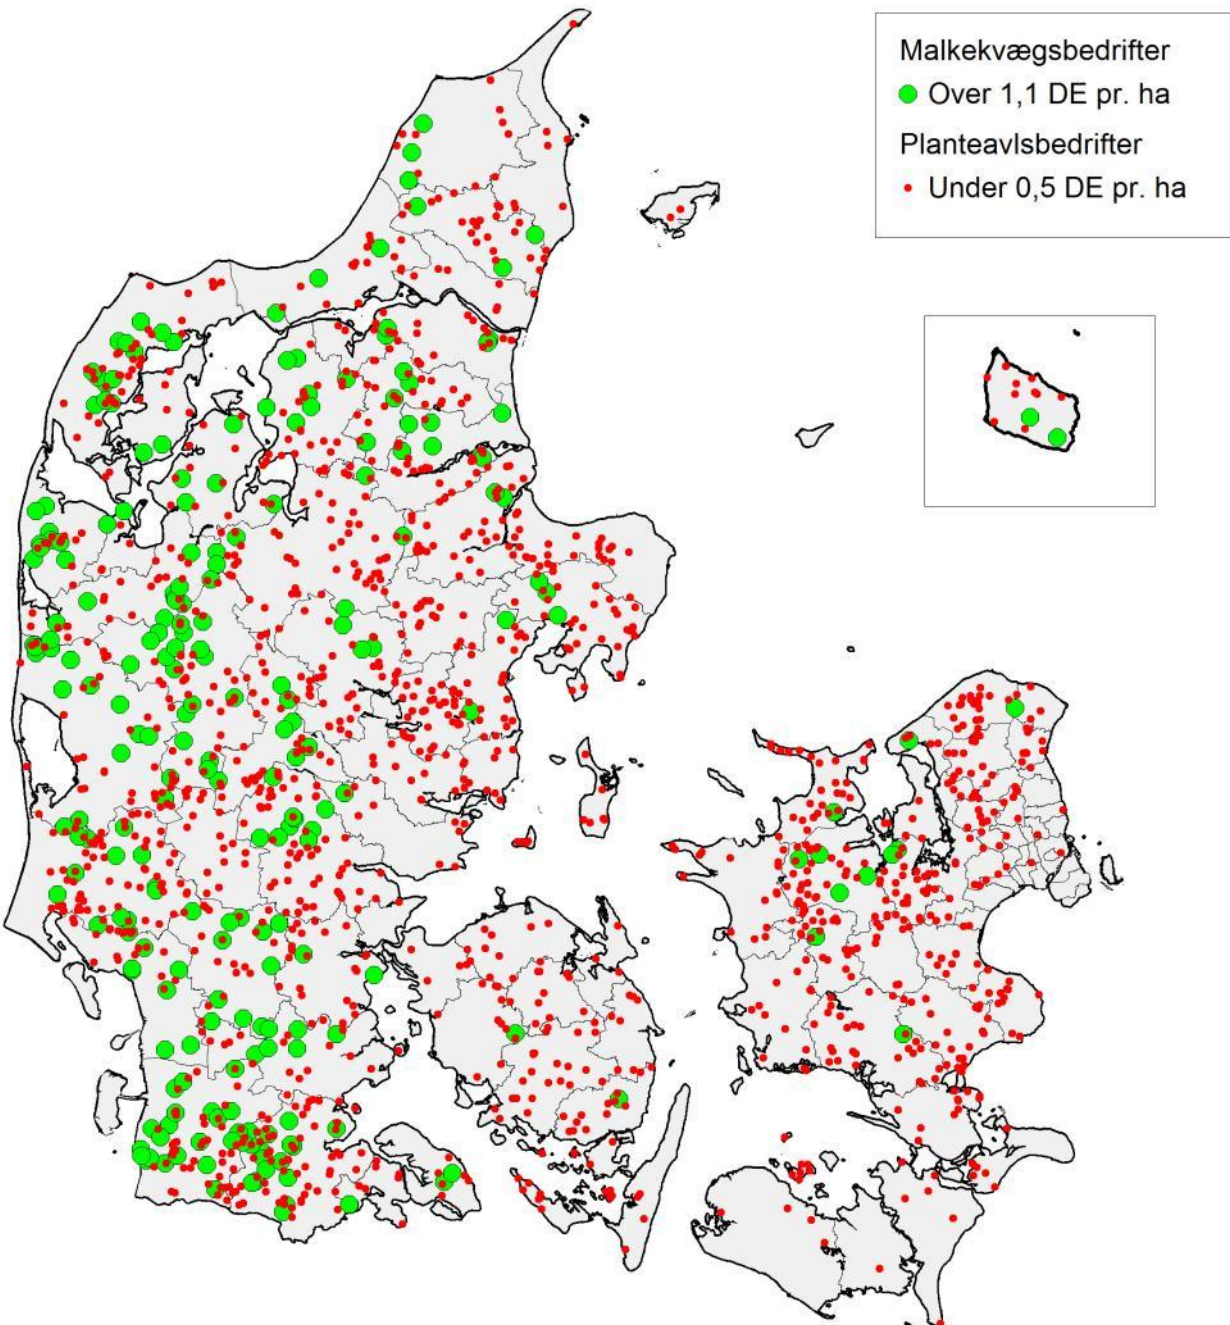 Malkekvægsbedrifter
Over 1,1 DE pr. ha
Planteavlsbedrifter
Under 0,5 DE pr. ha